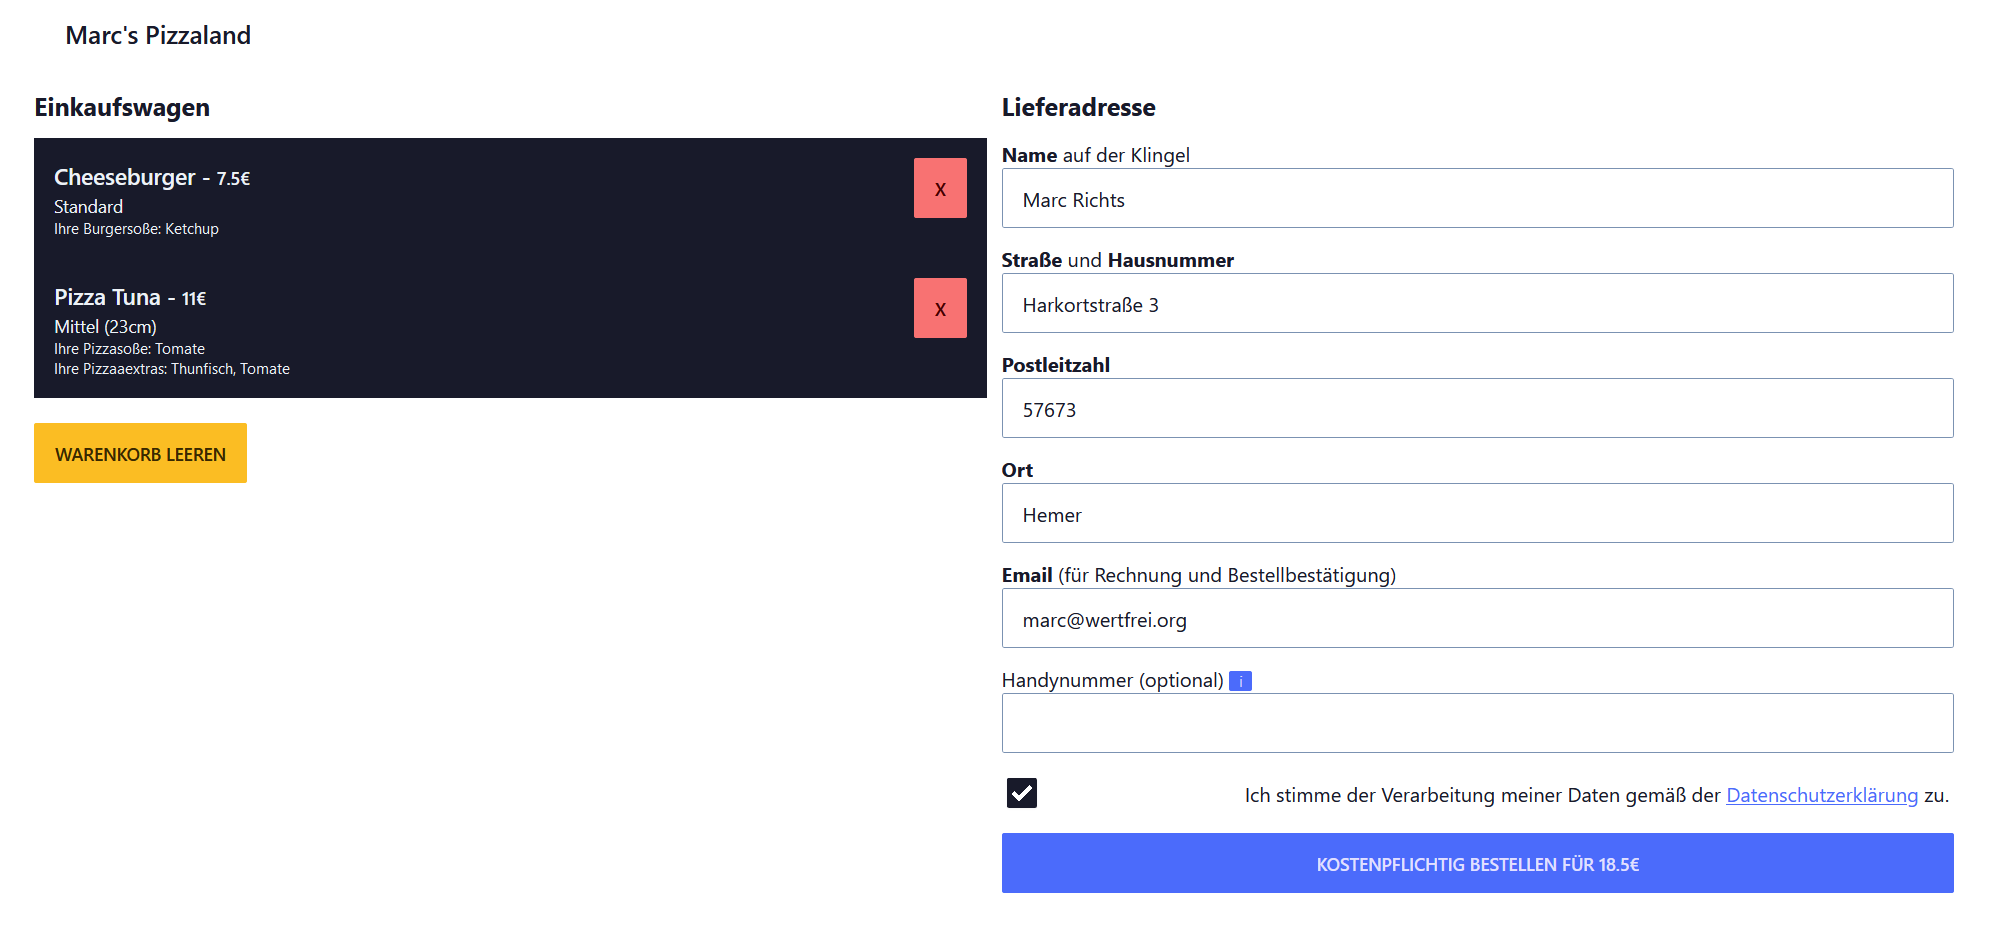 Marc's Pizzaland
Einkaufswagen
Cheeseburger - 7.5€
X
Standard
Ihre Burgersoße: Ketchup
Pizza Tuna - 11€
X
Mittel (23cm)
Ihre Pizzasoße: Tomate
Ihre Pizzaaextras: Thunfisch, Tomate
WARENKORB LEEREN
Lieferadresse
Name auf der Klingel
Marc Richts
Straße und Hausnummer
Harkortstraße 3
Postleitzahl
57673
Ort
Hemer
Email (für Rechnung und Bestellbestätigung)
marc@wertfrei.org
Handynummer (optional) i
Ich stimme der Verarbeitung meiner Daten gemäß der Datenschutzerklärung zu.
KOSTENPFLICHTIG BESTELLEN FÜR 18.5€